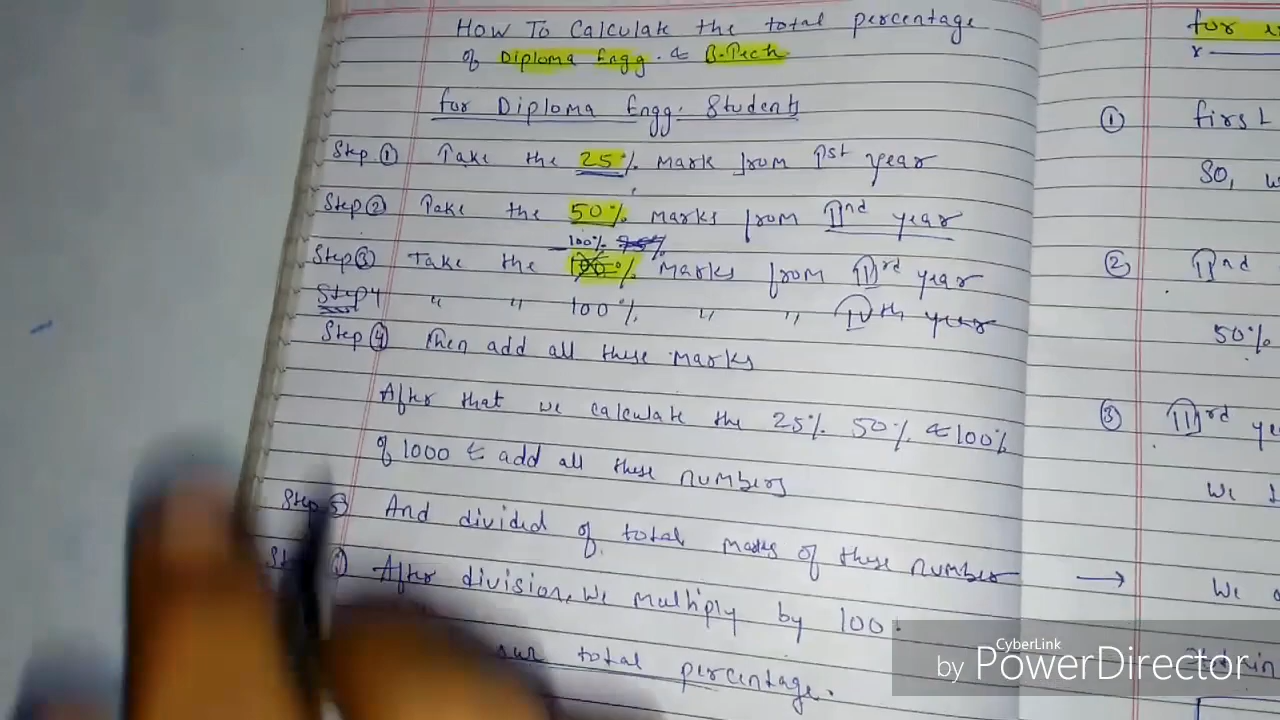 How To Calculate the total percentage
of Diploma Engg. & B.Tech
for Diploma Engg. Students
Step ① Take the 25% Mark from Ist year
Step ② Take the 50% Marks from IInd year
100%
Step ③ Take the 100% Marks from IIIrd year
Step 4 " " 100% " " IVth year
Step ④ Then add all these Marks
After that we calculate the 25% 50% & 100%
of 1000 & add all these numbers
Step ⑤ And divided of total marks of these number
After division, we multiply by 100.
our total percentage.
for
① first
So,
② IInd
50%
③ IIIrd
we
→ we
CyberLink
by PowerDirector